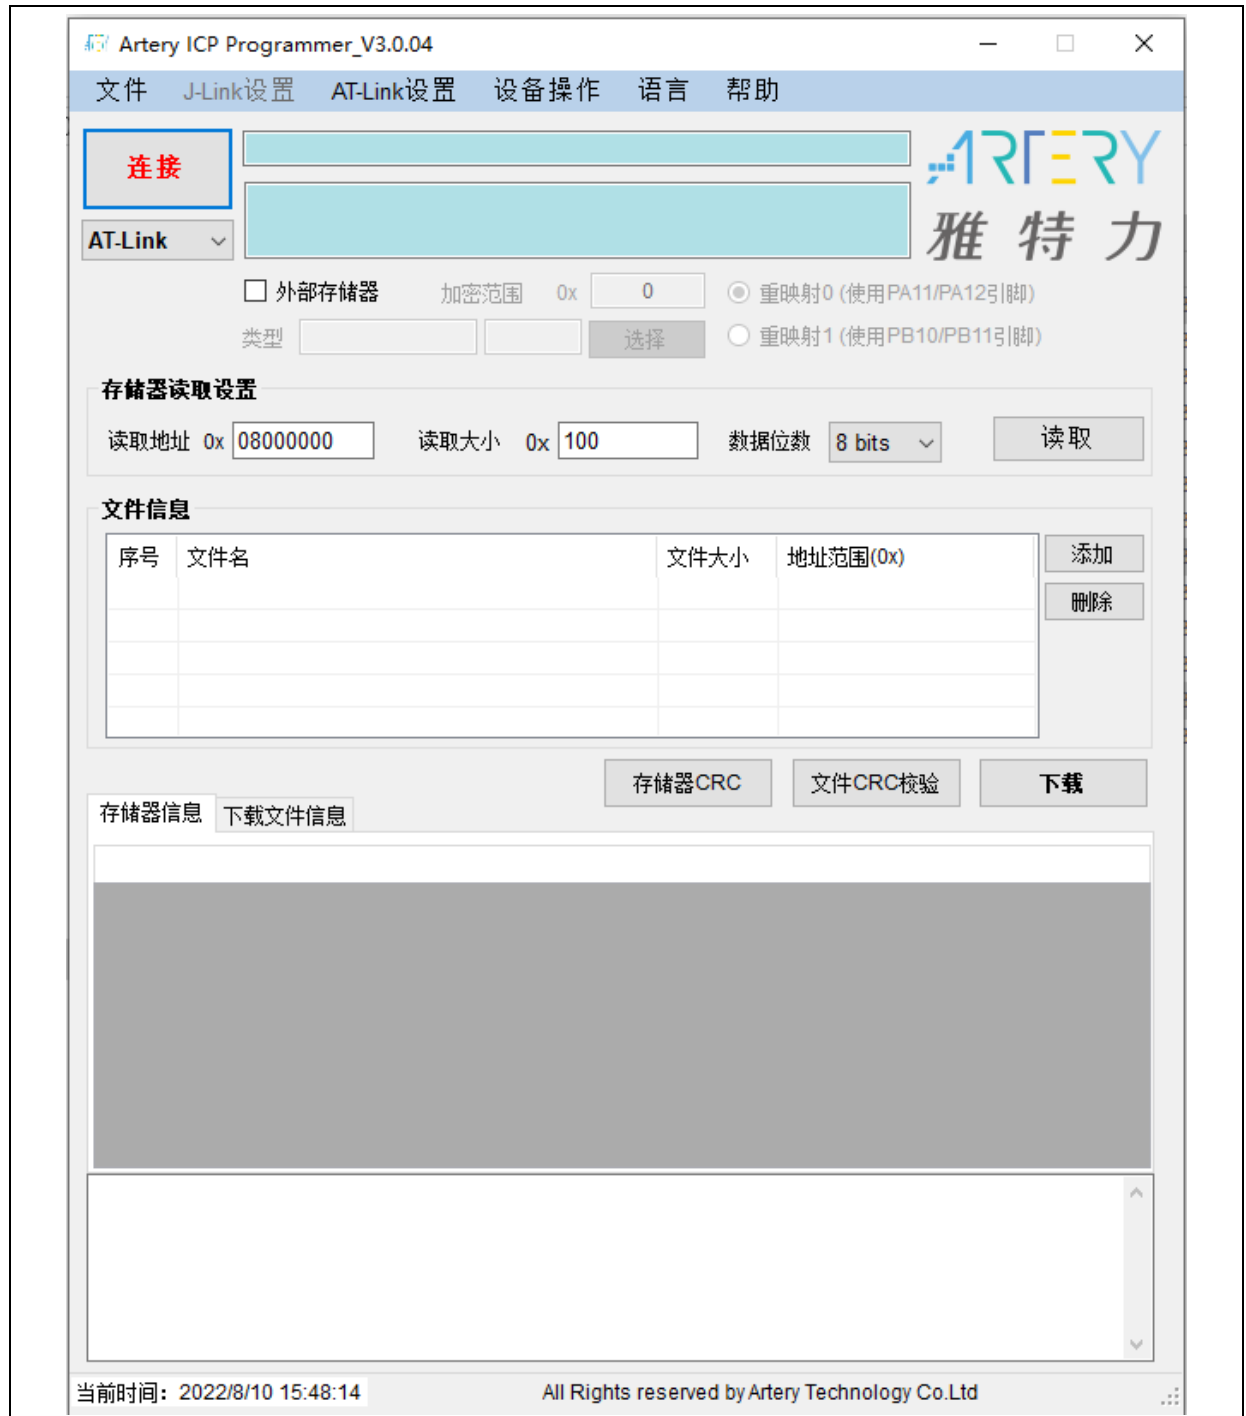 Artery ICP Programmer_V3.0.04
文件 J-Link设置 AT-Link设置 设备操作 语言 帮助
连接
ARTERY
雅特力
AT-Link
外部存储器 加密范围 0x 0 重映射0 (使用PA11/PA12引脚)
类型 选择 重映射1 (使用PB10/PB11引脚)
存储器读取设置
读取地址 0x 08000000 读取大小 0x 100 数据位数 8 bits 读取
文件信息
序号 文件名 文件大小 地址范围(0x) 添加
删除
存储器CRC 文件CRC校验 下载
存储器信息 下载文件信息
当前时间： 2022/8/10 15:48:14 All Rights reserved by Artery Technology Co.Ltd